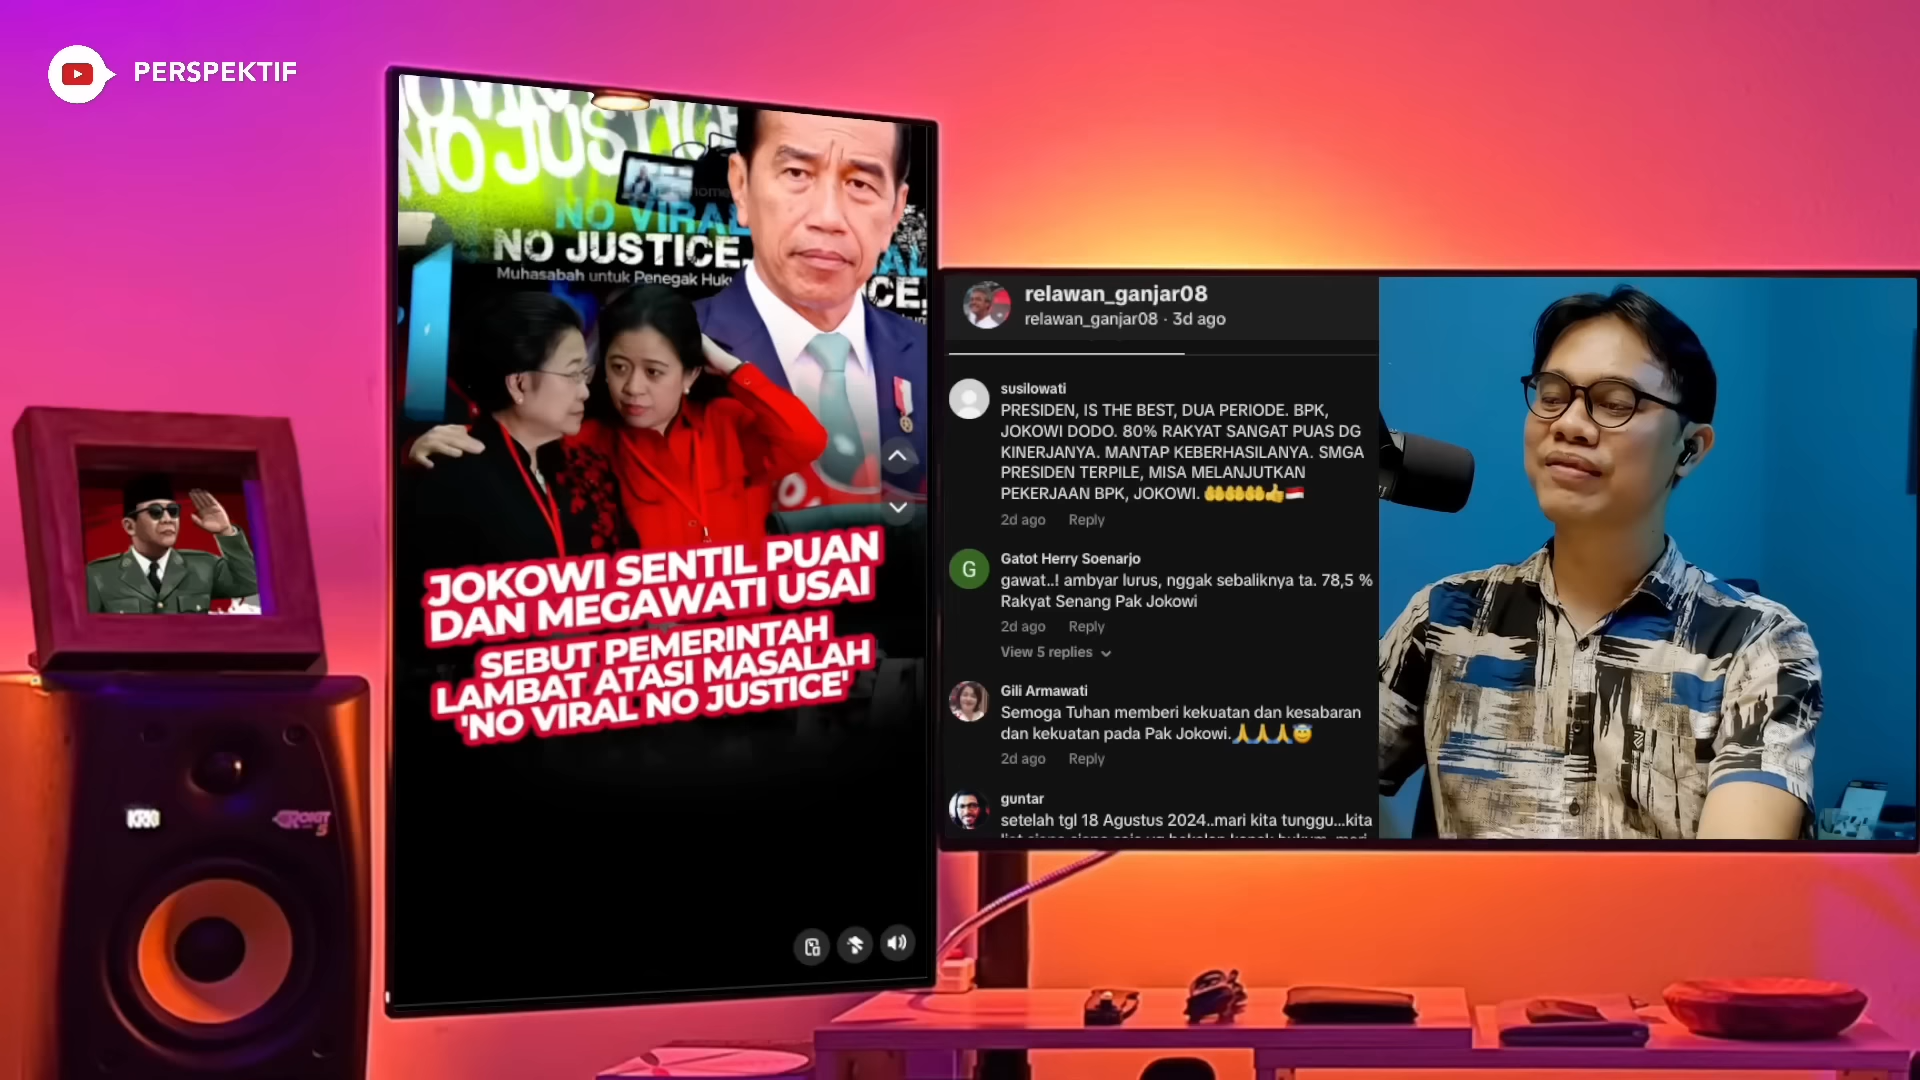 PERSPEKTIF
NO JUSTICE
NO VIRAL
NO JUSTICE.
Muhasabah untuk Penegak Huk
CE.
JOKOWI SENTIL PUAN
DAN MEGAWATI USAI
SEBUT PEMERINTAH
LAMBAT ATASI MASALAH
'NO VIRAL NO JUSTICE'
relawan_ganjar08
relawan_ganjar08 · 3d ago
susilowati
PRESIDEN, IS THE BEST, DUA PERIODE. BPK,
JOKOWI DODO. 80% RAKYAT SANGAT PUAS DG
KINERJANYA. MANTAP KEBERHASILANYA. SMGA
PRESIDEN TERPILE, MISA MELANJUTKAN
PEKERJAAN BPK, JOKOWI. 🤲🤲🤲🤲👍🇮🇩
2d ago Reply
G
Gatot Herry Soenarjo
gawat..! ambyar lurus, nggak sebaliknya ta. 78,5 %
Rakyat Senang Pak Jokowi
2d ago Reply
View 5 replies
Gili Armawati
Semoga Tuhan memberi kekuatan dan kesabaran
dan kekuatan pada Pak Jokowi.🙏🙏🙏😇
2d ago Reply
guntar
setelah tgl 18 Agustus 2024..mari kita tunggu...kita
KRK
ROKIT 5